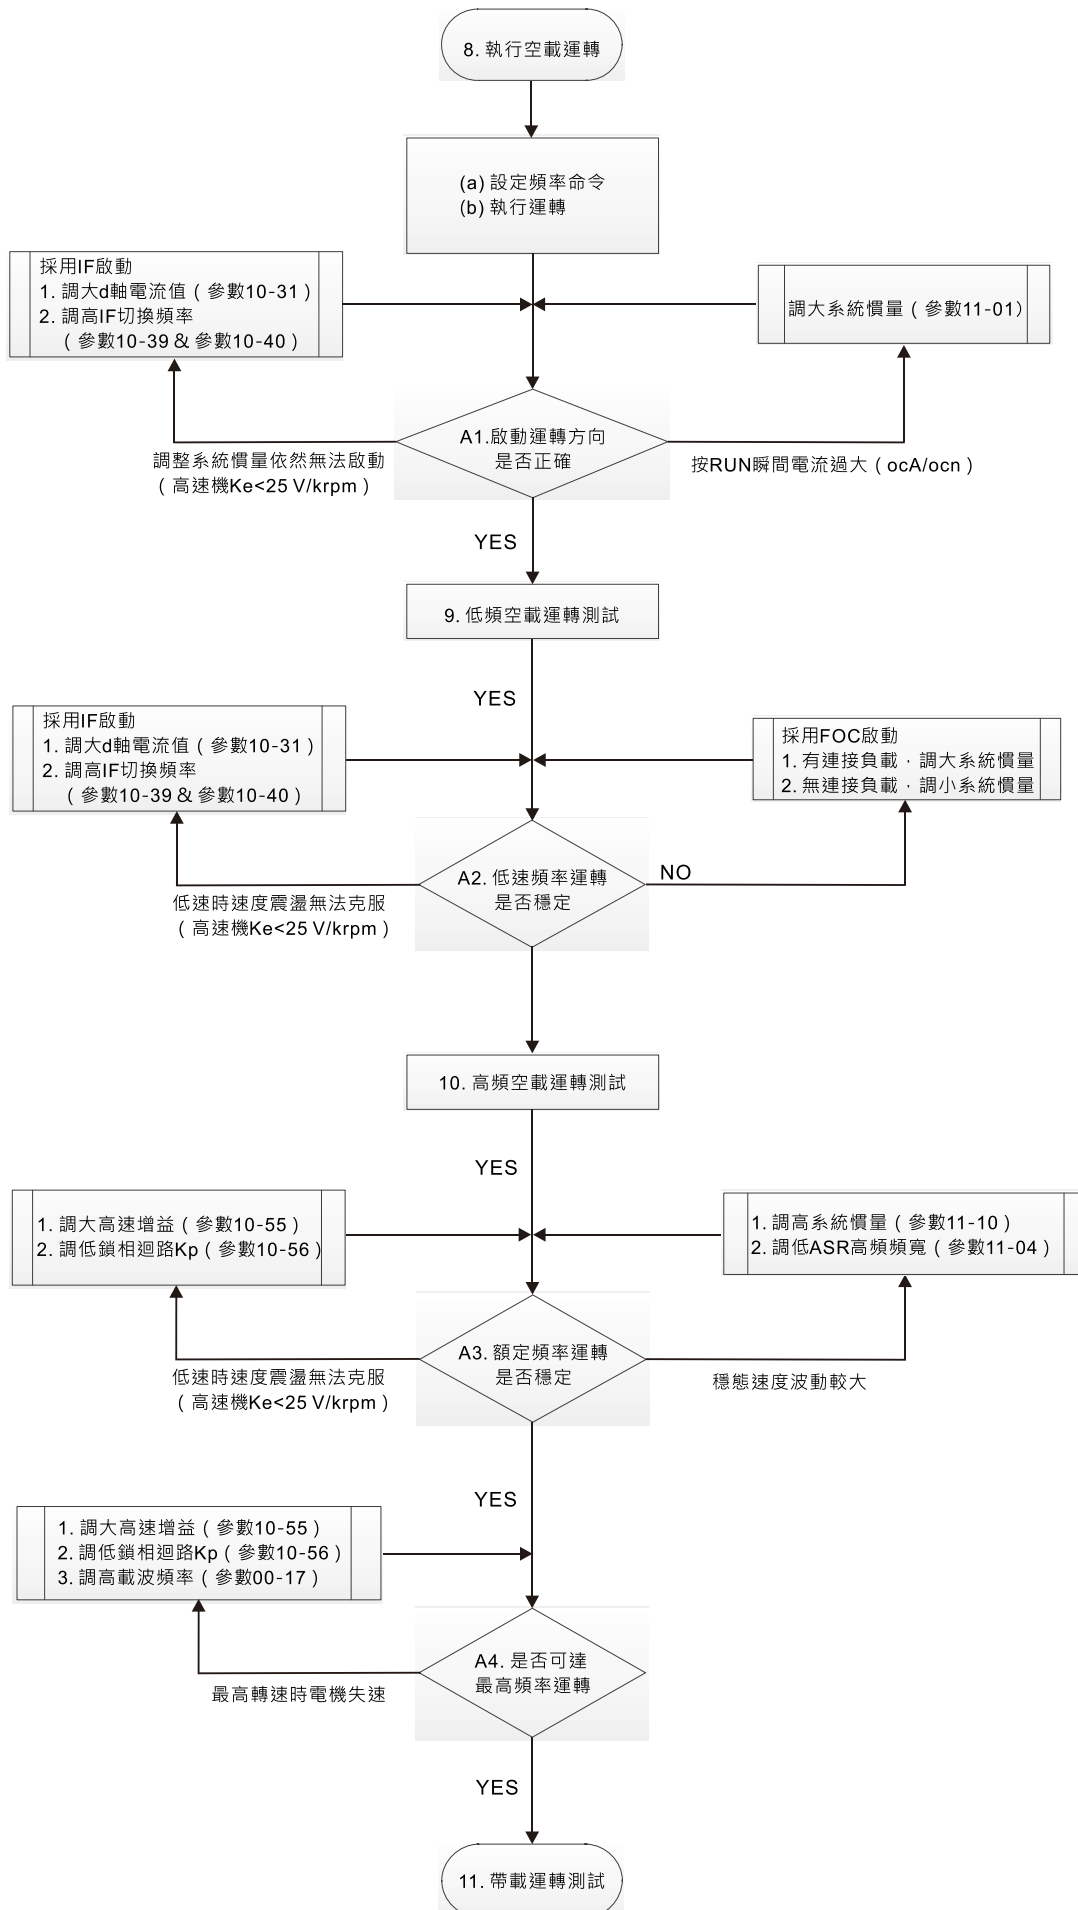 8. 執行空載運轉
(a) 設定頻率命令
(b) 執行運轉
採用IF啟動
1. 調大d軸電流值（參數10-31）
2. 調高IF切換頻率
（參數10-39＆參數10-40）
調大系統慣量（參數11-01）
A1.啟動運轉方向
是否正確
調整系統慣量依然無法啟動
（高速機Ke<25 V/krpm）
按RUN瞬間電流過大（ocA/ocn）
YES
9. 低頻空載運轉測試
YES
採用IF啟動
1. 調大d軸電流值（參數10-31）
2. 調高IF切換頻率
（參數10-39＆參數10-40）
採用FOC啟動
1. 有連接負載，調大系統慣量
2. 無連接負載，調小系統慣量
A2. 低速頻率運轉
是否穩定
NO
低速時速度震盪無法克服
（高速機Ke<25 V/krpm）
10. 高頻空載運轉測試
YES
1. 調大高速增益（參數10-55）
2. 調低鎖相迴路Kp（參數10-56）
1. 調高系統慣量（參數11-10）
2. 調低ASR高頻頻寬（參數11-04）
A3. 額定頻率運轉
是否穩定
低速時速度震盪無法克服
（高速機Ke<25 V/krpm）
穩態速度波動較大
YES
1. 調大高速增益（參數10-55）
2. 調低鎖相迴路Kp（參數10-56）
3. 調高載波頻率（參數00-17）
A4. 是否可達
最高頻率運轉
最高轉速時電機失速
YES
11. 帶載運轉測試